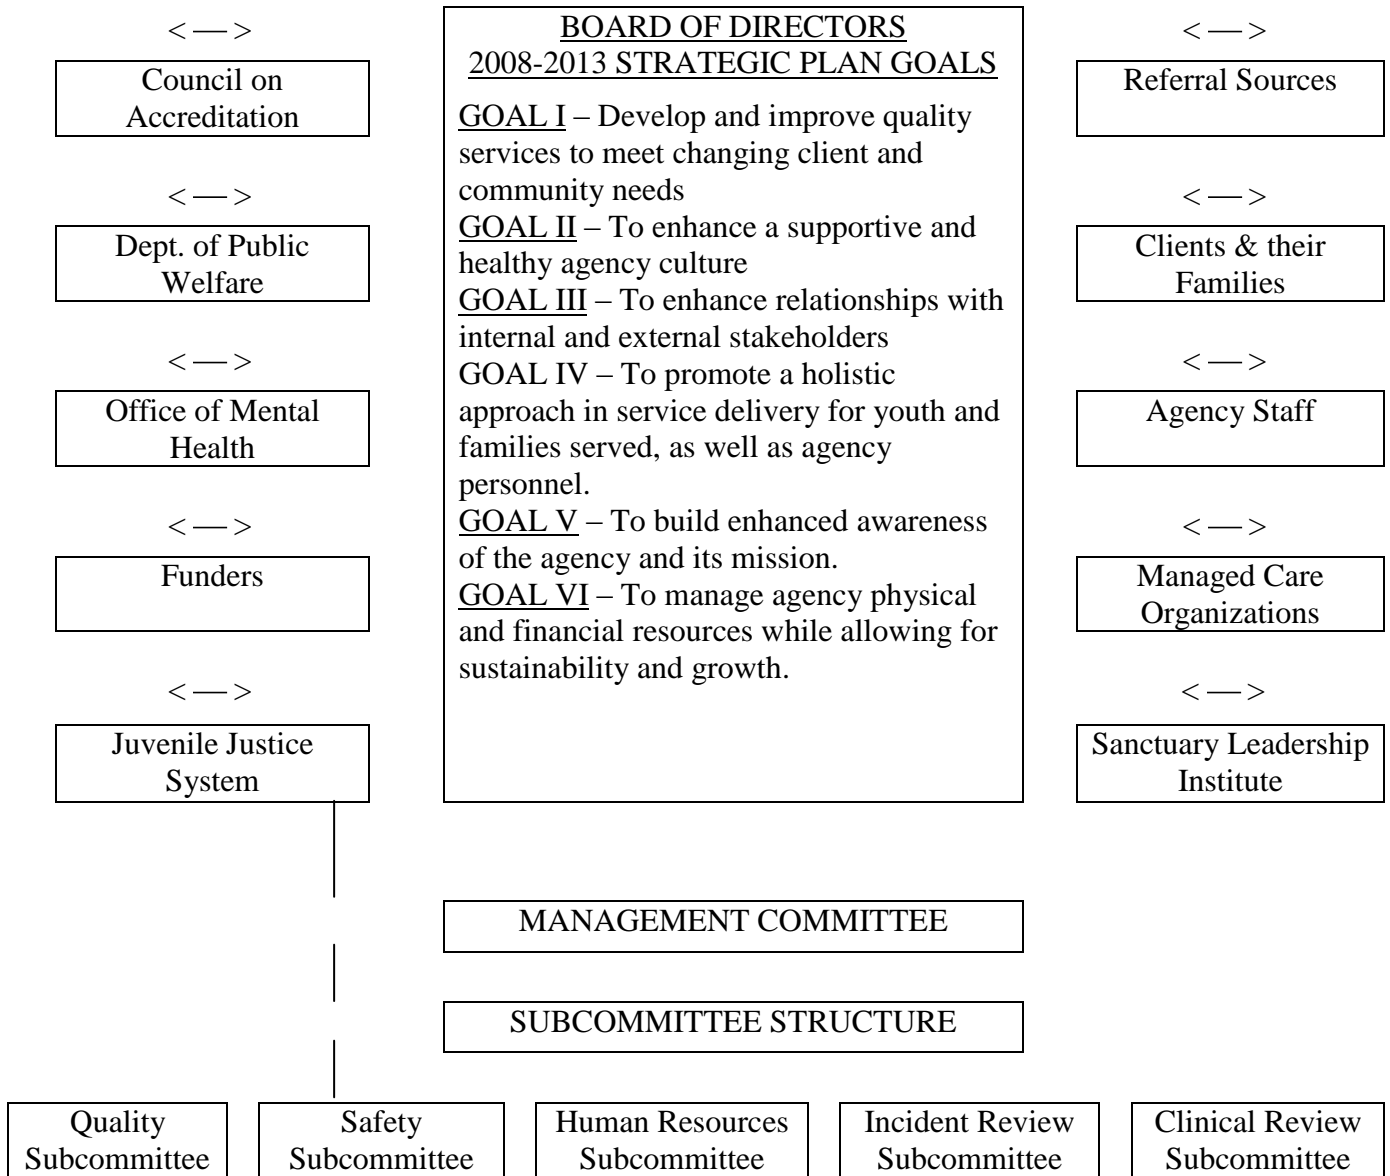 < — >
Council on
Accreditation
< — >
Dept. of Public
Welfare
< — >
Office of Mental
Health
< — >
Funders
< — >
Juvenile Justice
System
BOARD OF DIRECTORS
2008-2013 STRATEGIC PLAN GOALS
GOAL I – Develop and improve quality
services to meet changing client and
community needs
GOAL II – To enhance a supportive and
healthy agency culture
GOAL III – To enhance relationships with
internal and external stakeholders
GOAL IV – To promote a holistic
approach in service delivery for youth and
families served, as well as agency
personnel.
GOAL V – To build enhanced awareness
of the agency and its mission.
GOAL VI – To manage agency physical
and financial resources while allowing for
sustainability and growth.
< — >
Referral Sources
< — >
Clients & their
Families
< — >
Agency Staff
< — >
Managed Care
Organizations
< — >
Sanctuary Leadership
Institute
MANAGEMENT COMMITTEE
SUBCOMMITTEE STRUCTURE
Quality
Subcommittee
Safety
Subcommittee
Human Resources
Subcommittee
Incident Review
Subcommittee
Clinical Review
Subcommittee